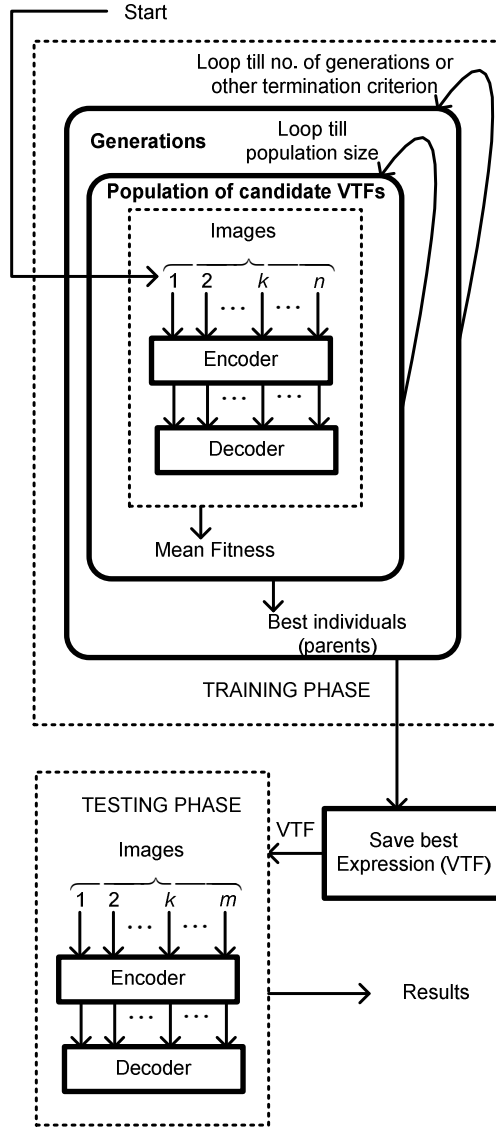 Start
Loop till no. of generations or
other termination criterion
Generations
Loop till
population size
Population of candidate VTFs
Images
1 2 ... k ... n
Encoder
... ...
Decoder
Mean Fitness
Best individuals
(parents)
TRAINING PHASE
TESTING PHASE
Images
1 2 ... k ... m
Encoder
... ...
Decoder
VTF
Save best
Expression (VTF)
Results